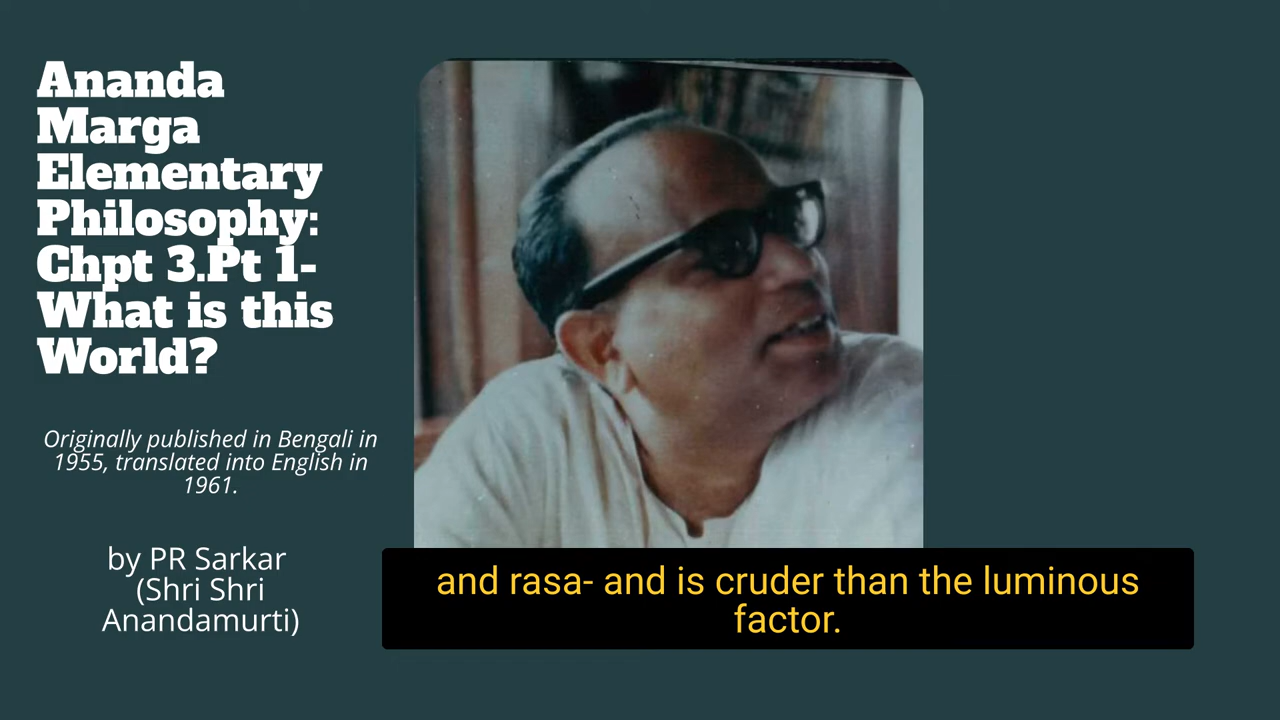 Ananda
Marga
Elementary
Philosophy:
Chpt 3.Pt 1-
What is this
World?
Originally published in Bengali in
1955, translated into English in
1961.
by PR Sarkar
(Shri Shri
Anandamurti)
and rasa- and is cruder than the luminous
factor.